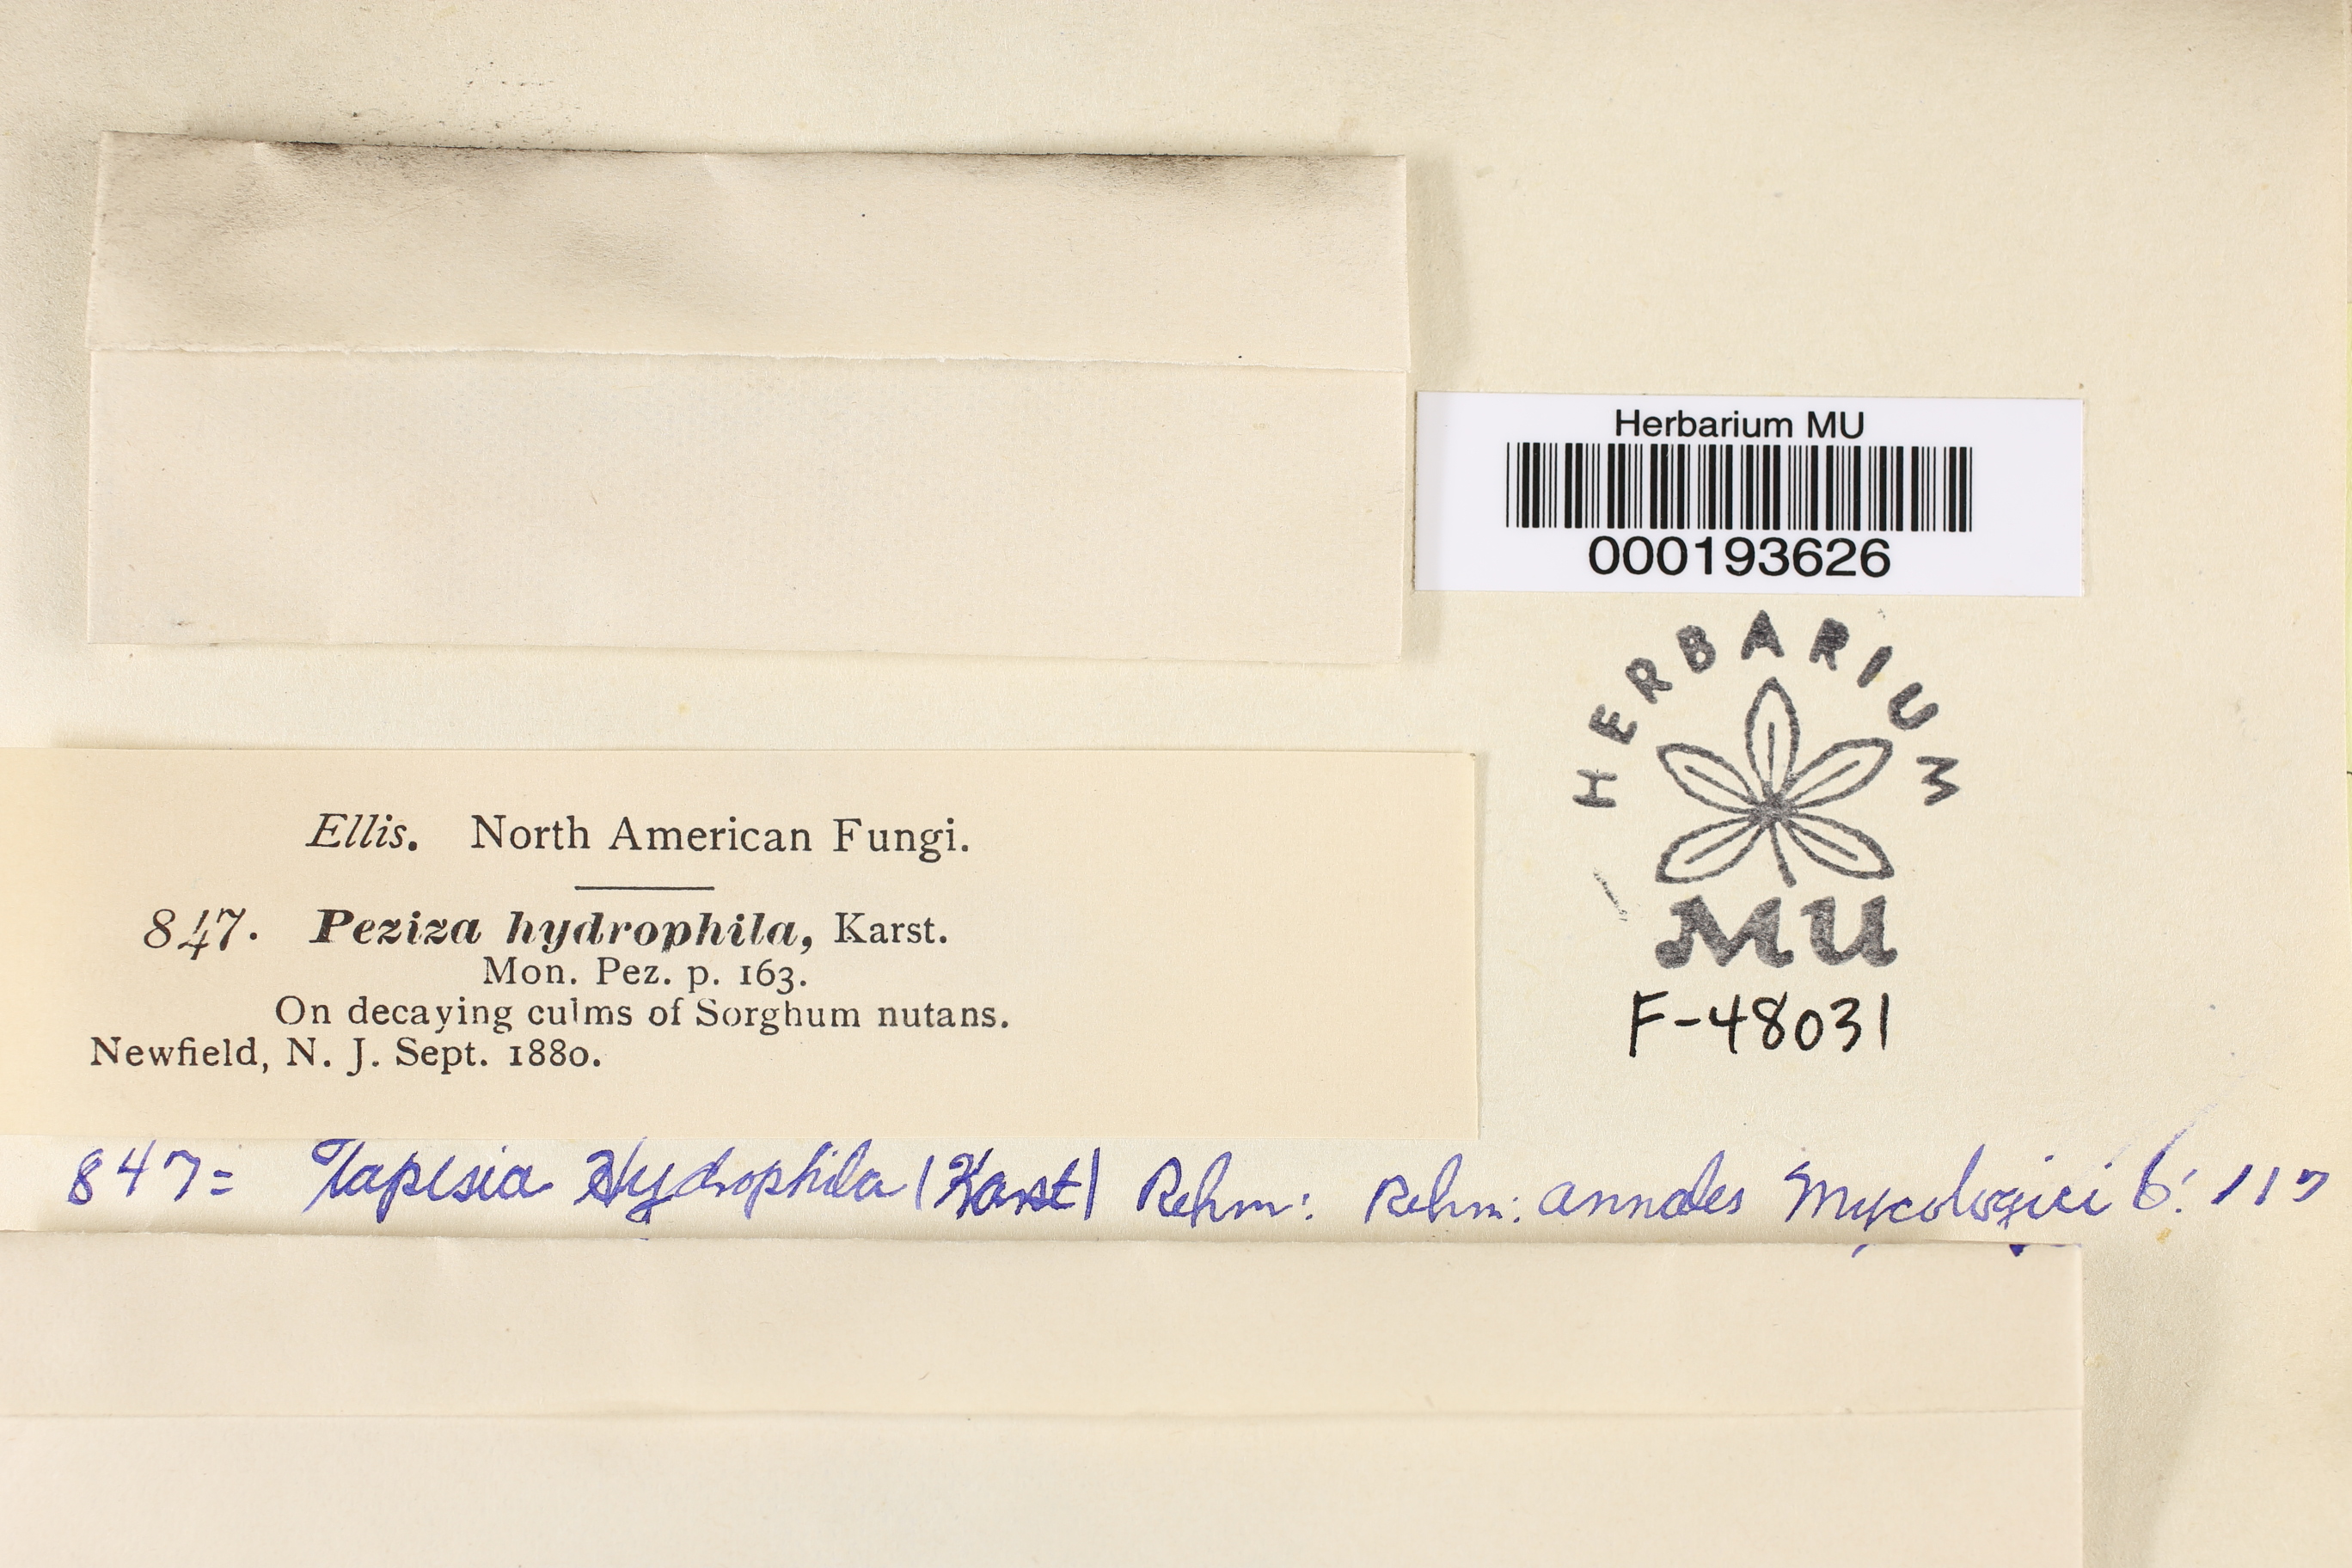 Herbarium MU
000193626
HERBARIUM
MU
F-48031
Ellis. North American Fungi.
847. Peziza hydrophila, Karst.
Mon. Pez. p. 163.
On decaying culms of Sorghum nutans.
Newfield, N. J. Sept. 1880.
847= Tapesia Hydrophila (Karst) Rehm: Rehm: annales Mycologici 6: 117